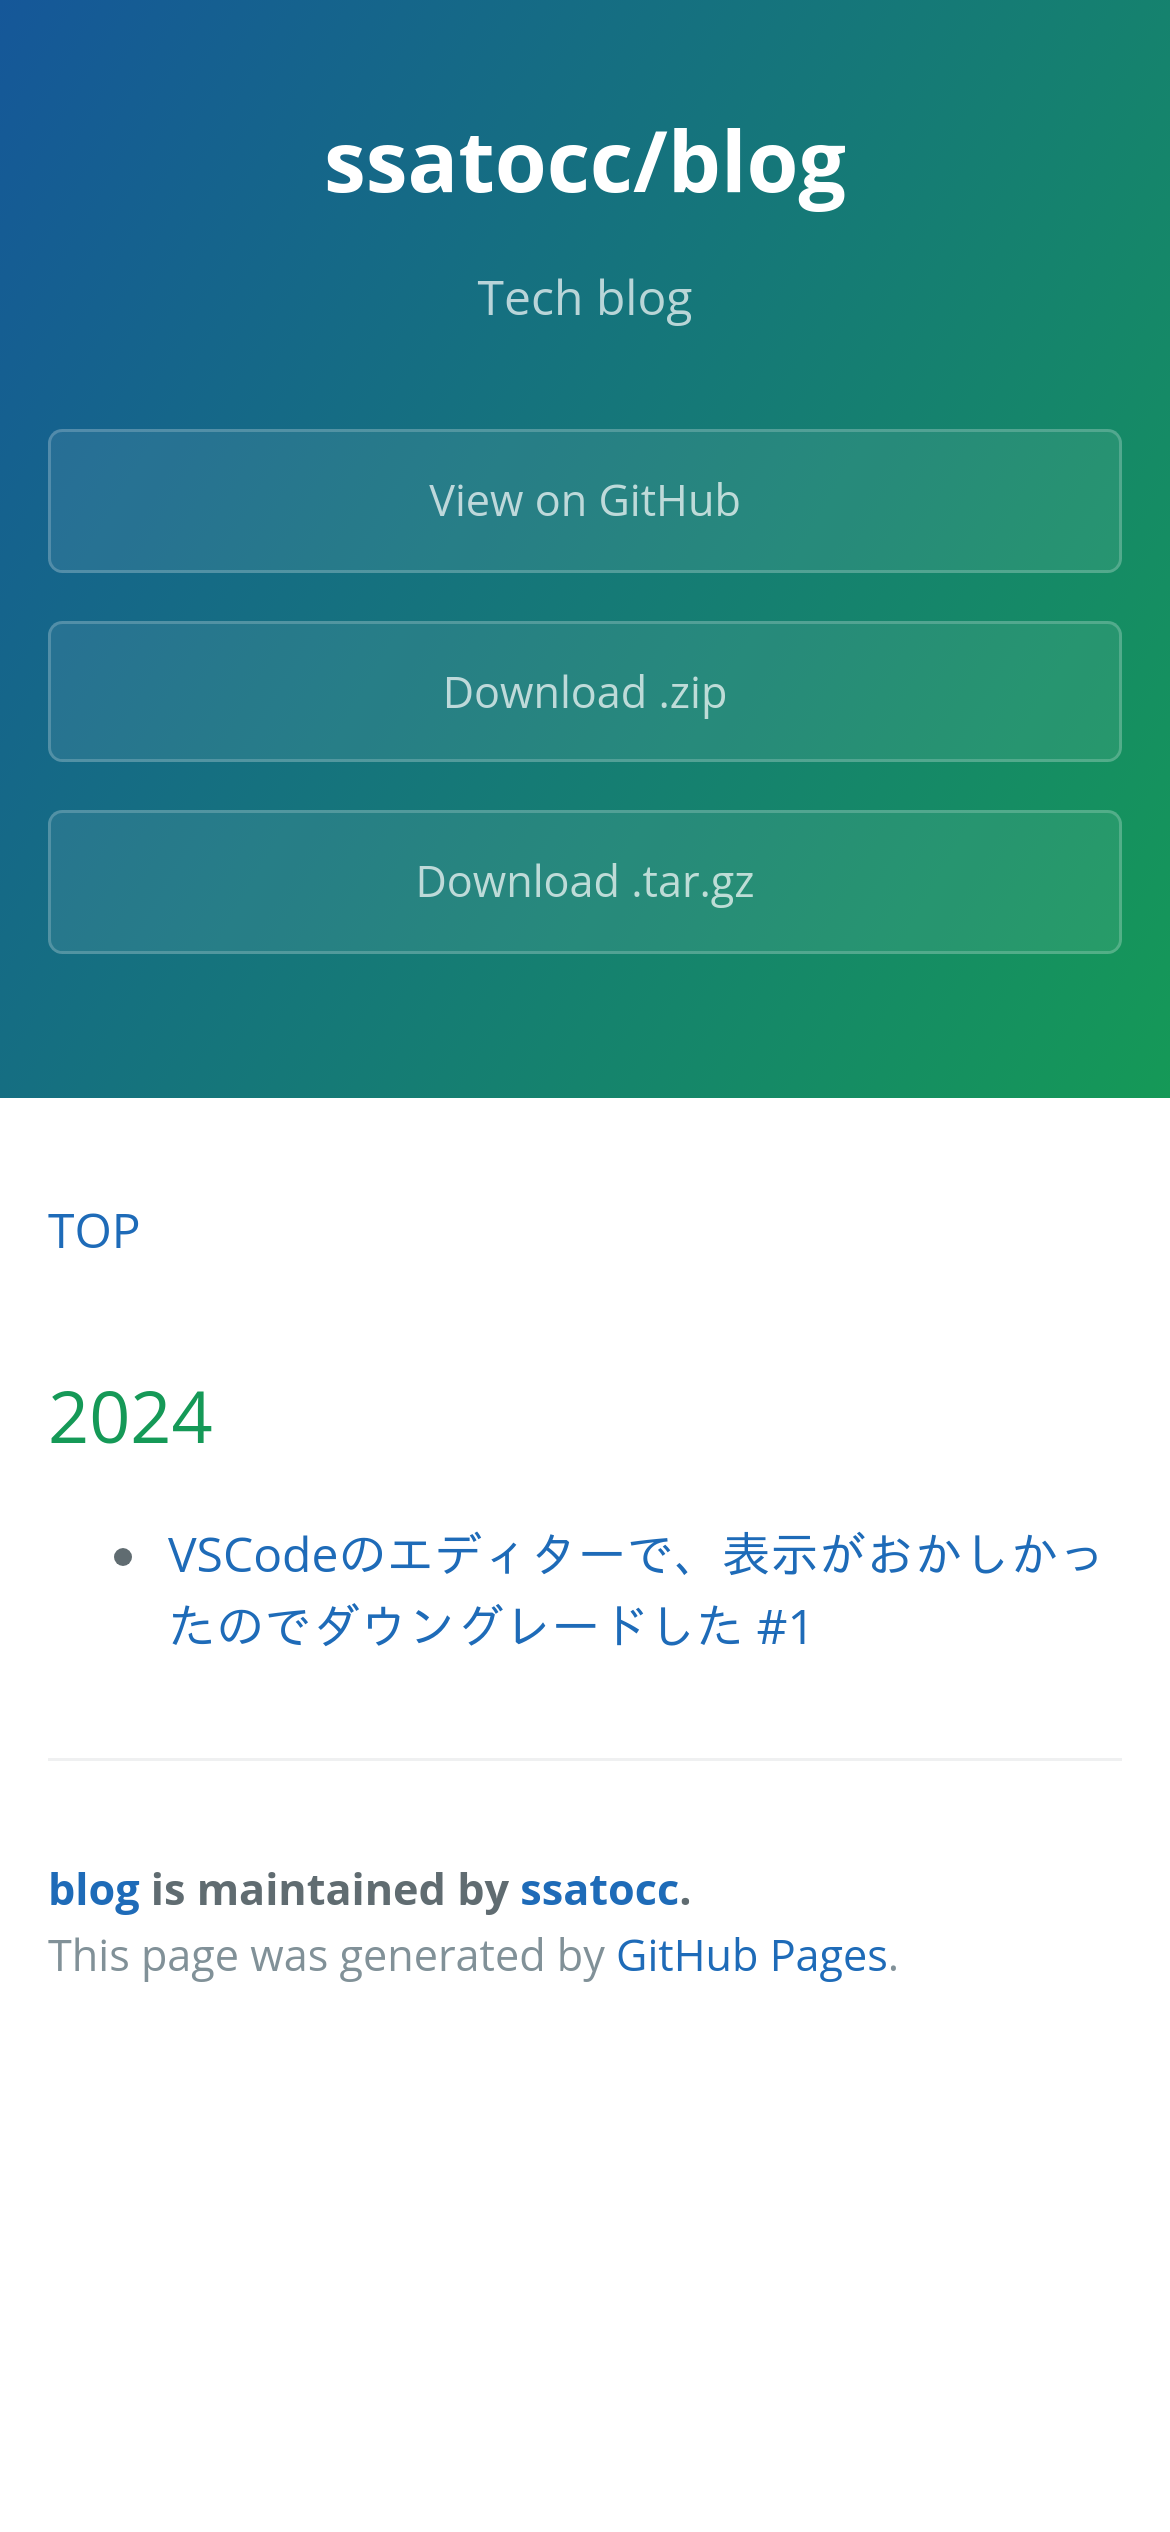 ssatocc/blog
Tech blog
View on GitHub
Download .zip
Download .tar.gz
TOP
2024
VSCodeのエディターで、表示がおかしかっ
たのでダウングレードした #1
blog is maintained by ssatocc.
This page was generated by GitHub Pages.